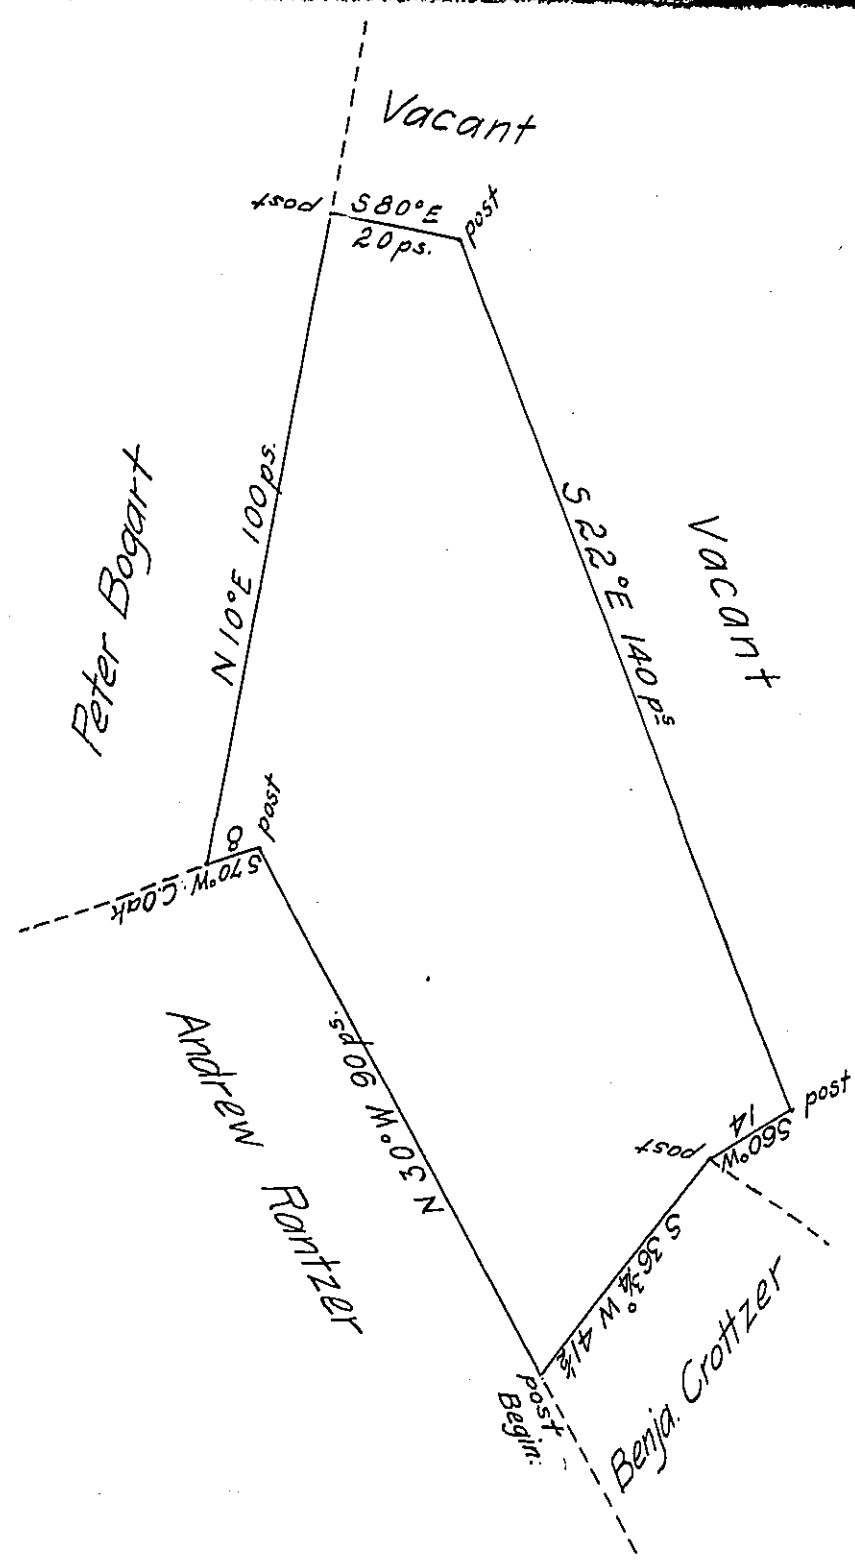 Vacant
post
S 80° E
20 ps.
post
Peter Bogart
N 10° E 100 ps.
S 22° E 140 pˢ
Vacant
8
post
S 70° W. C. Oak
Andrew Rantzer
N 30° W 90 ps.
post
14
S 60° W
post
S 36¾° W 41½
post
Begin:
Benja. Crottzer